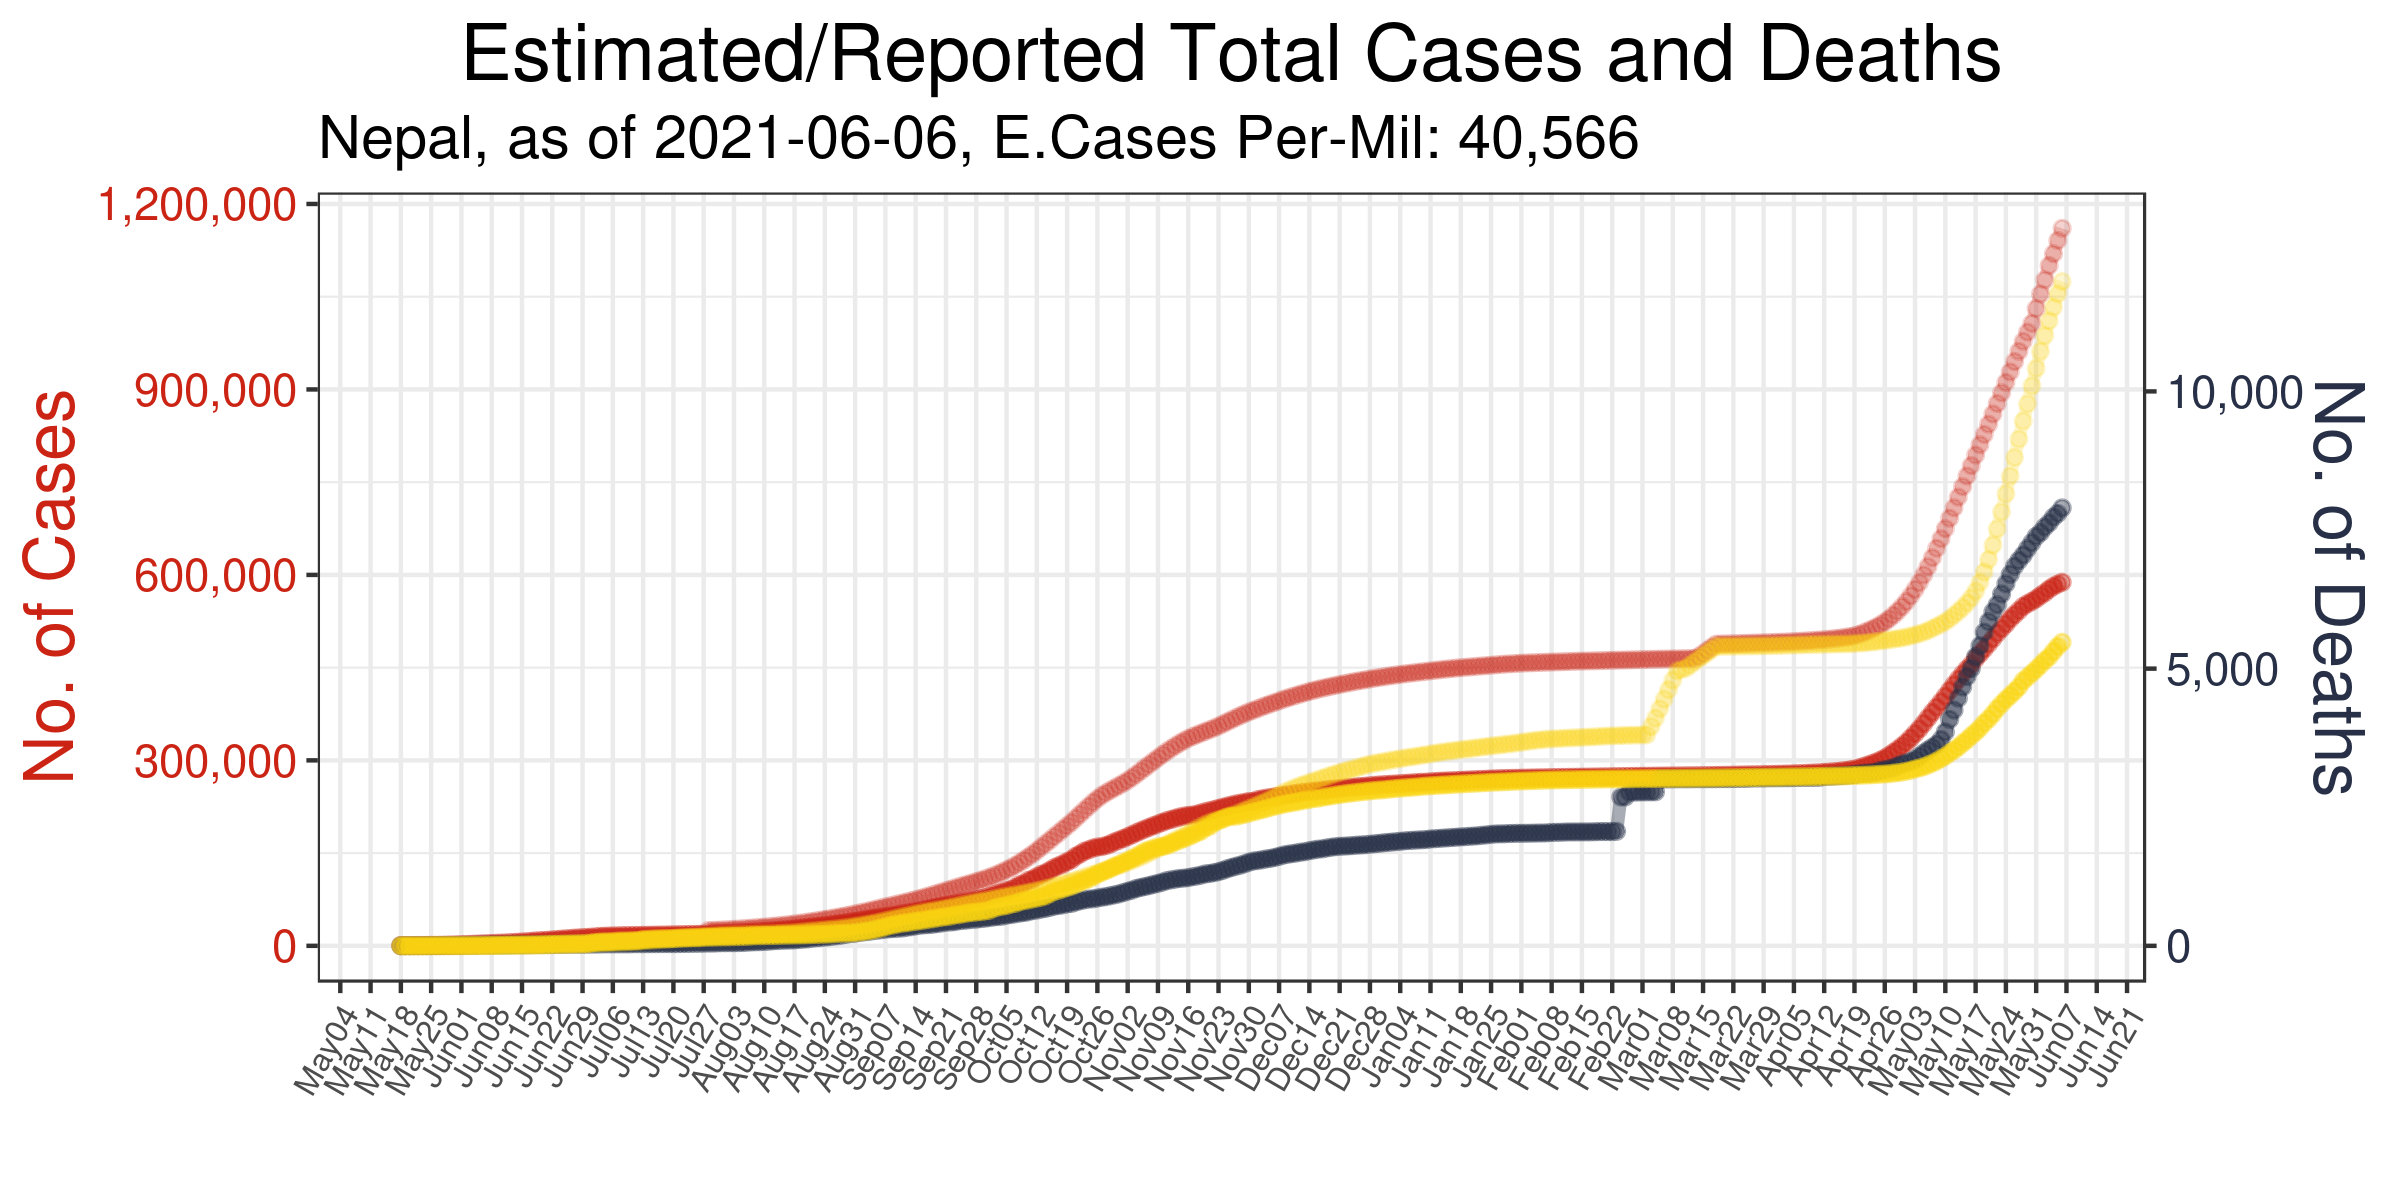 Estimated/Reported Total Cases and Deaths
Nepal, as of 2021-06-06, E.Cases Per-Mil: 40,566
No. of Cases
1,200,000
900,000
600,000
300,000
0
10,000
5,000
0
No. of Deaths
May04 May11 May18 May25 Jun01 Jun08 Jun15 Jun22 Jun29 Jul06 Jul13 Jul20 Jul27 Aug03 Aug10 Aug17 Aug24 Aug31 Sep07 Sep14 Sep21 Sep28 Oct05 Oct12 Oct19 Oct26 Nov02 Nov09 Nov16 Nov23 Nov30 Dec07 Dec14 Dec21 Dec28 Jan04 Jan11 Jan18 Jan25 Feb01 Feb08 Feb15 Feb22 Mar01 Mar08 Mar15 Mar22 Mar29 Apr05 Apr12 Apr19 Apr26 May03 May10 May17 May24 May31 Jun07 Jun14 Jun21